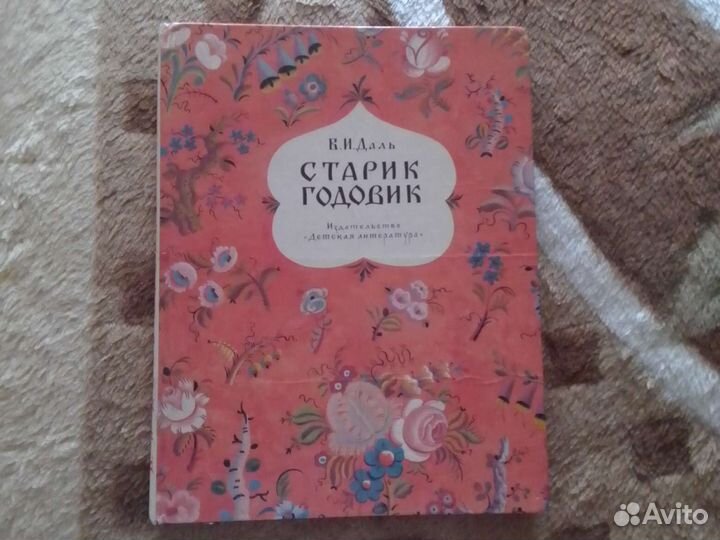 В.И.Даль
СТАРИК
ГОДОВИК
Издательство
«Детская литература»
Avito